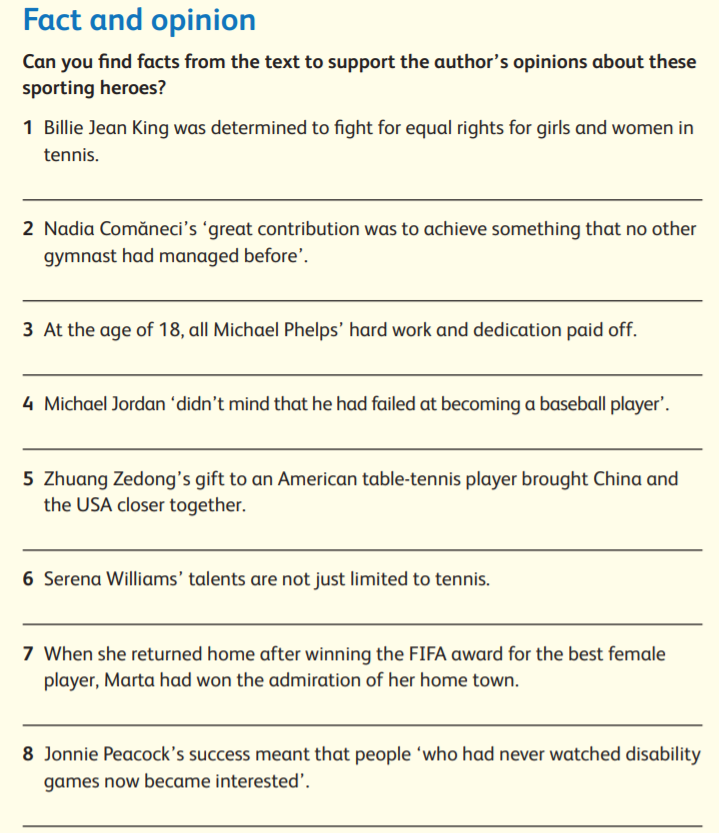 Fact and opinion
Can you find facts from the text to support the author’s opinions about these
sporting heroes?
1 Billie Jean King was determined to fight for equal rights for girls and women in
tennis.
2 Nadia Comăneci’s ‘great contribution was to achieve something that no other
gymnast had managed before’.
3 At the age of 18, all Michael Phelps’ hard work and dedication paid off.
4 Michael Jordan ‘didn’t mind that he had failed at becoming a baseball player’.
5 Zhuang Zedong’s gift to an American table-tennis player brought China and
the USA closer together.
6 Serena Williams’ talents are not just limited to tennis.
7 When she returned home after winning the FIFA award for the best female
player, Marta had won the admiration of her home town.
8 Jonnie Peacock’s success meant that people ‘who had never watched disability
games now became interested’.